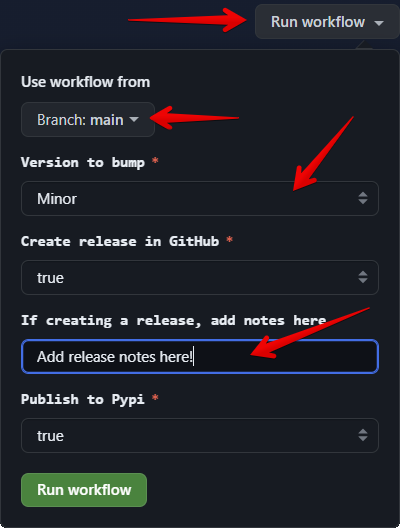 Run workflow
Use workflow from
Branch: main
Version to bump *
Minor
Create release in GitHub *
true
If creating a release, add notes here
Add release notes here!
Publish to Pypi *
true
Run workflow